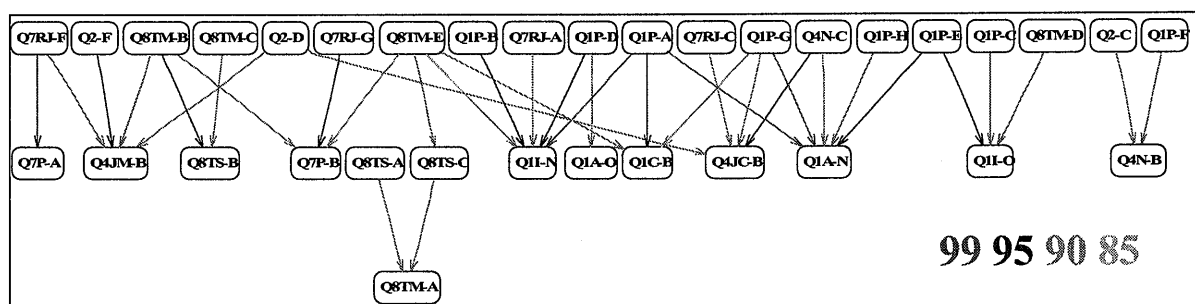 Q7RJ-F Q2-F Q8TM-B Q8TM-C Q2-D Q7RJ-G Q8TM-E Q1P-B Q7RJ-A Q1P-D Q1P-A Q7RJ-C Q1P-G Q4N-C Q1P-H Q1P-E Q1P-C Q8TM-D Q2-C Q1P-F
Q7P-A Q4JM-B Q8TS-B Q7P-B Q8TS-A Q8TS-C Q1I-N Q1A-O Q1C-B Q4JC-B Q1A-N Q1I-O Q4N-B
99 95 90 85
Q8TM-A